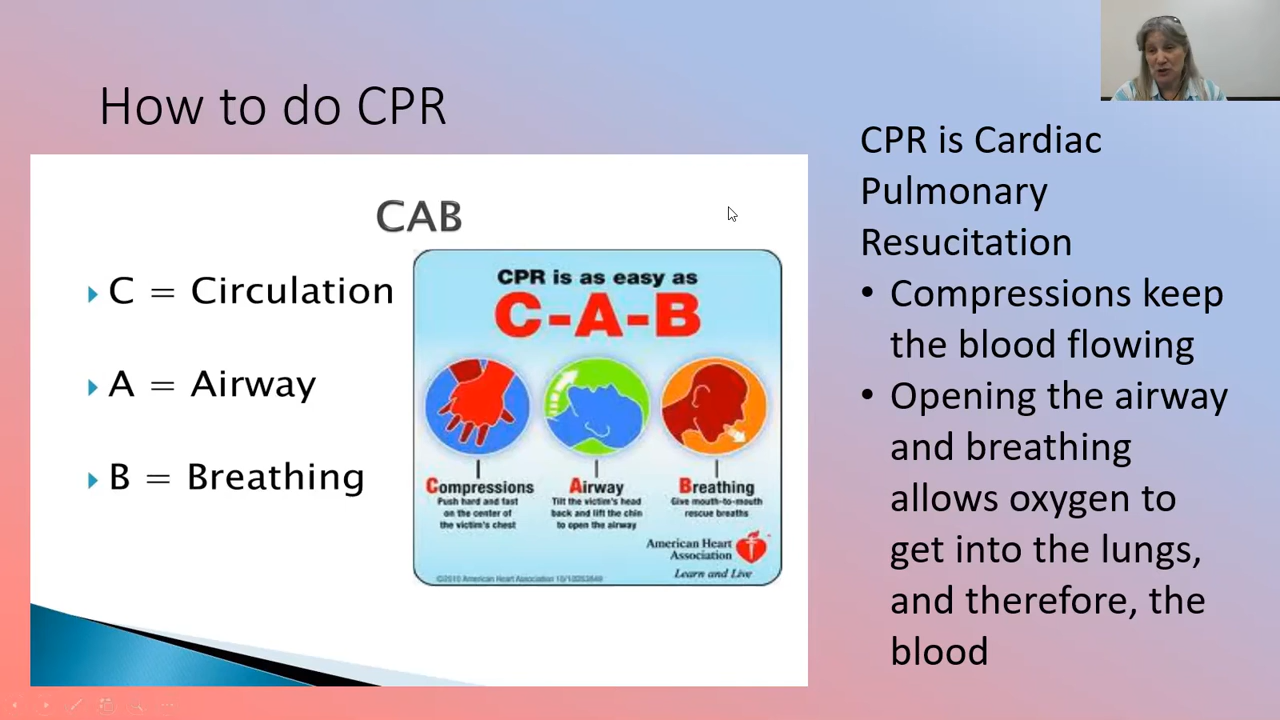 How to do CPR
CAB
C = Circulation
A = Airway
B = Breathing
CPR is as easy as
C-A-B
Compressions
Push hard and fast
on the center of
the victim's chest
Airway
Tilt the victim's head
back and lift the chin
to open the airway
Breathing
Give mouth-to-mouth
rescue breaths
American Heart
Association
Learn and Live
©2010 American Heart Association
CPR is Cardiac
Pulmonary
Resucitation
• Compressions keep
the blood flowing
• Opening the airway
and breathing
allows oxygen to
get into the lungs,
and therefore, the
blood